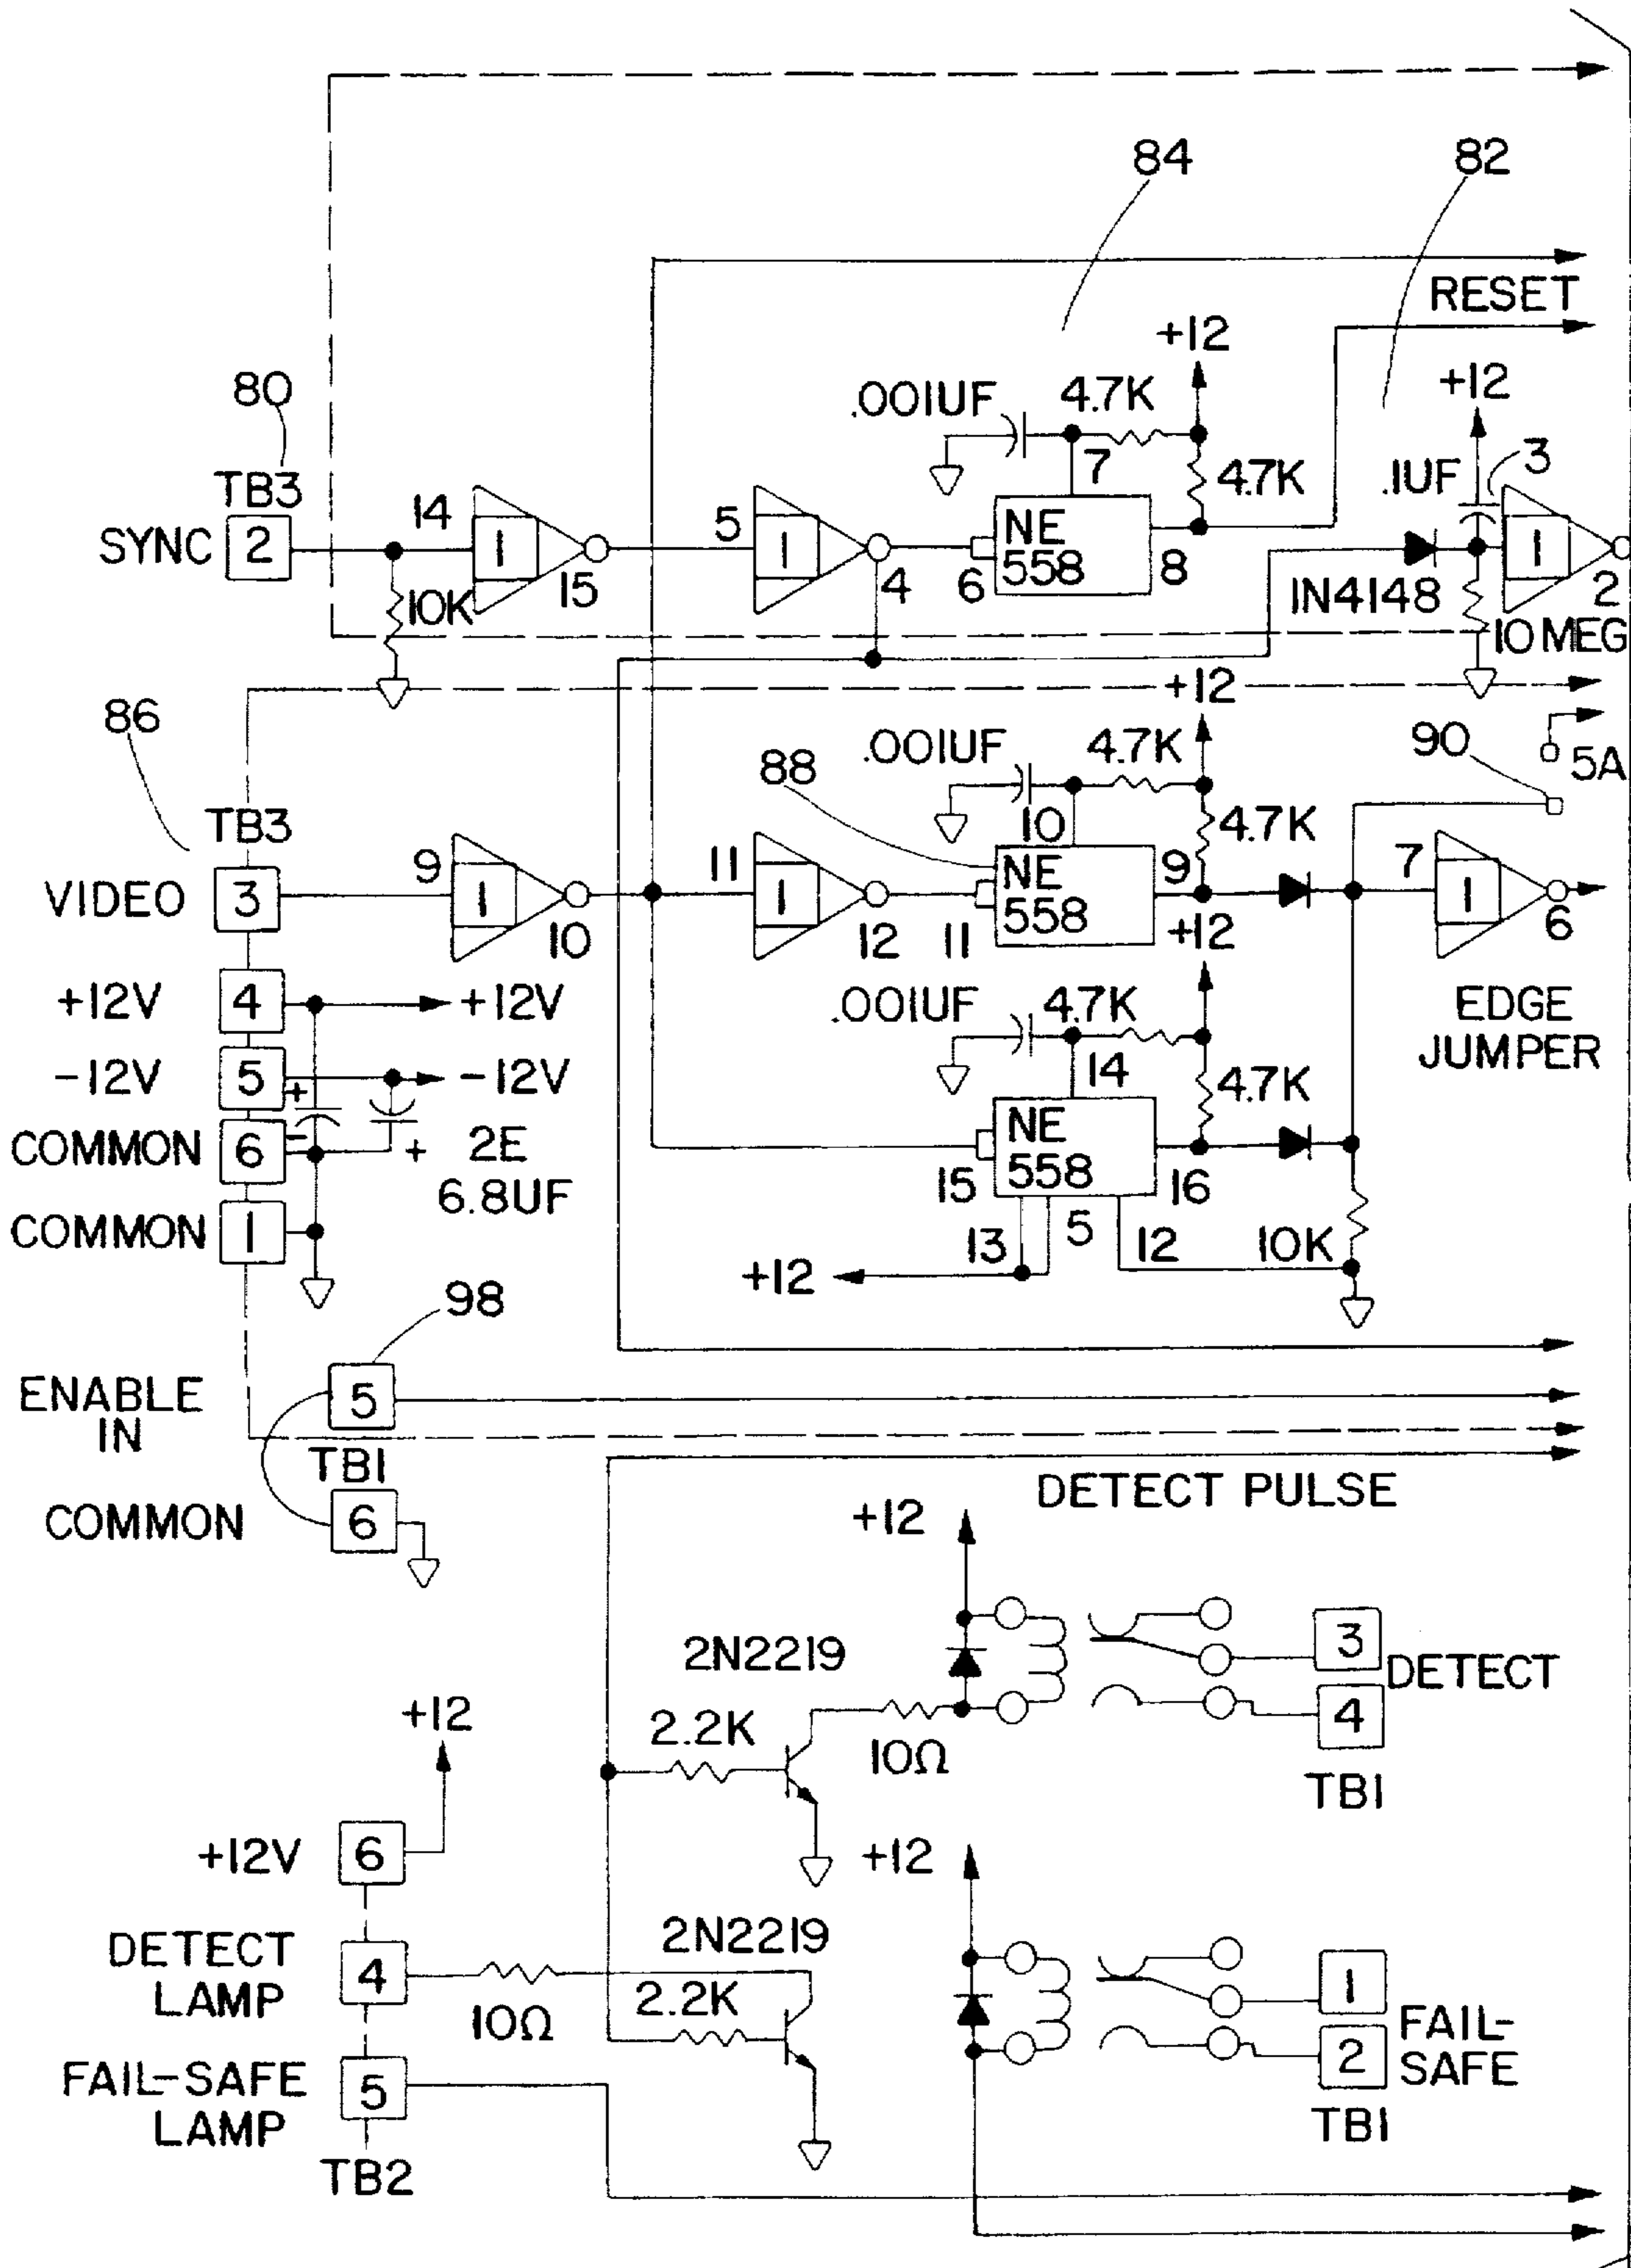 84
82
RESET
+12
80
.001UF
4.7K
+12
TB3
7
3
14
5
NE
4.7K
.1UF
SYNC
2
1
1
558
1
15
4
6
8
1N4148
2
10K
10 MEG
+12
86
90
.001UF
4.7K
5A
88
TB3
10
4.7K
9
11
NE
9
7
VIDEO
3
1
1
558
1
10
12
11
+12
6
+12V
4
+12V
.001UF
4.7K
EDGE
JUMPER
-12V
5
-12V
14
4.7K
+
NE
COMMON
6
-
+
2E
558
6.8UF
15
16
COMMON
1
13
5
12
10K
+12
98
ENABLE
IN
5
TB1
DETECT PULSE
COMMON
6
+12
2N2219
3
DETECT
+12
2.2K
4
10Ω
TB1
+12V
6
+12
2N2219
DETECT
LAMP
4
2.2K
1
10Ω
FAIL-
SAFE
FAIL-SAFE
LAMP
5
2
TB1
TB2